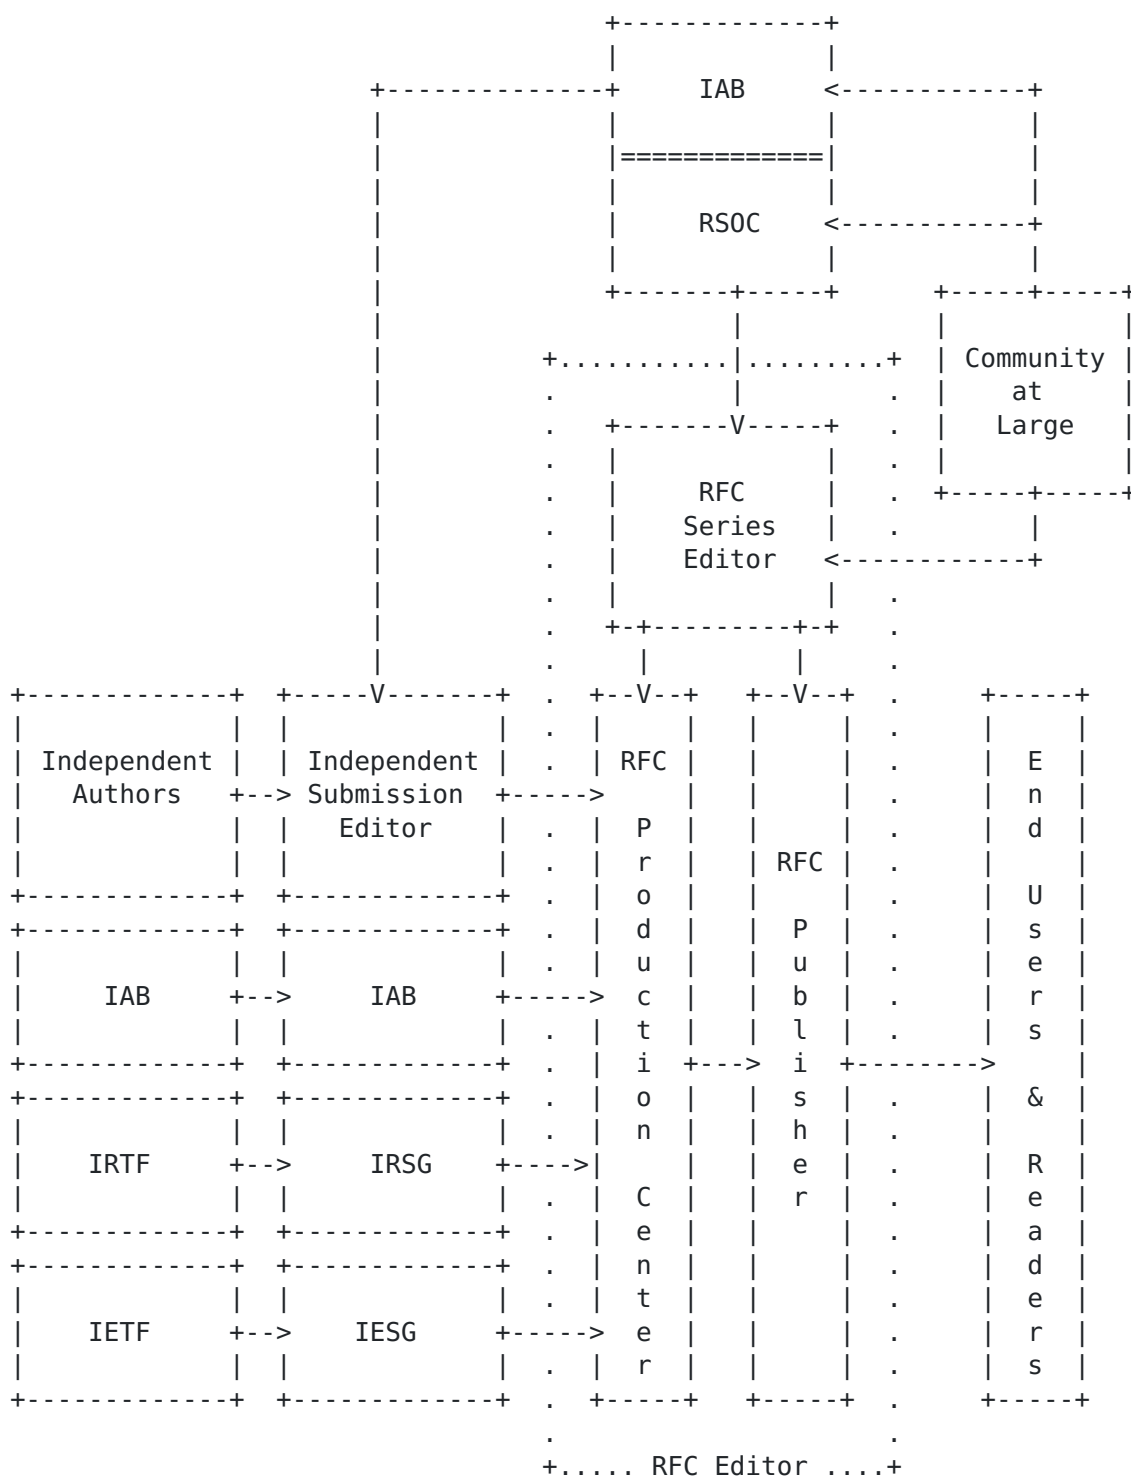 IAB
=============
RSOC
Community
at
Large
RFC
Series
Editor
Independent
Authors
Independent
Submission
Editor
IAB
IAB
IRTF
IRSG
IETF
IESG
RFC
Production
Center
RFC
Publisher
End Users & Readers
RFC Editor